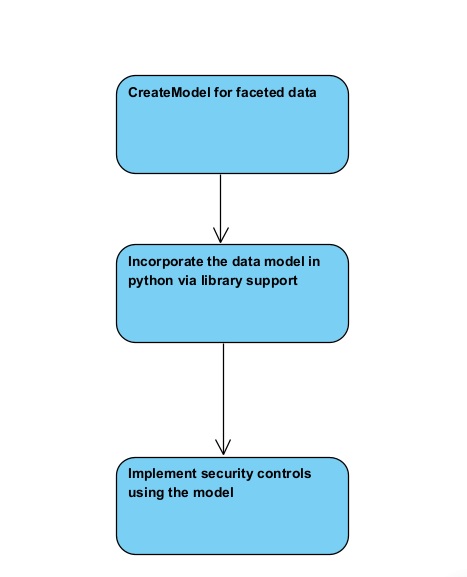 CreateModel for faceted data
Incorporate the data model in
python via library support
Implement security controls
using the model